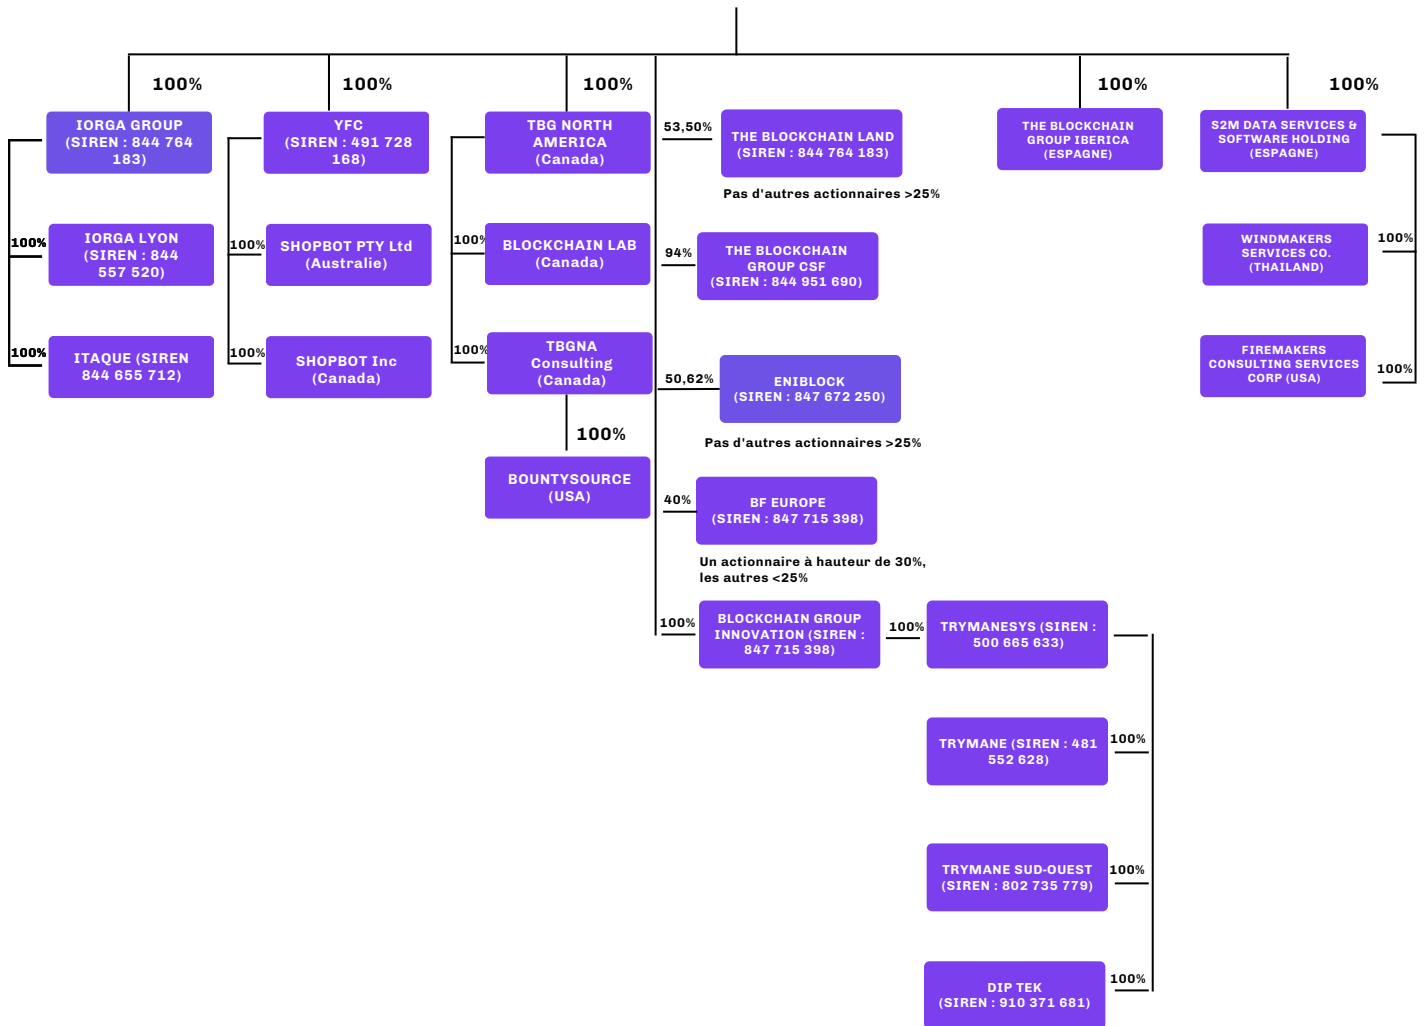 100%
100%
100%
100%
100%
IORGA GROUP
(SIREN : 844 764
183)
YFC
(SIREN : 491 728
168)
TBG NORTH
AMERICA
(Canada)
53,50%
THE BLOCKCHAIN LAND
(SIREN : 844 764 183)
Pas d'autres actionnaires >25%
THE BLOCKCHAIN
GROUP IBERICA
(ESPAGNE)
S2M DATA SERVICES &
SOFTWARE HOLDING
(ESPAGNE)
100%
IORGA LYON
(SIREN : 844
557 520)
100%
SHOPBOT PTY Ltd
(Australie)
100%
BLOCKCHAIN LAB
(Canada)
94%
THE BLOCKCHAIN
GROUP CSF
(SIREN : 844 951 690)
WINDMAKERS
SERVICES CO.
(THAILAND)
100%
100%
ITAQUE (SIREN
844 655 712)
100%
SHOPBOT Inc
(Canada)
100%
TBGNA
Consulting
(Canada)
50,62%
ENIBLOCK
(SIREN : 847 672 250)
Pas d'autres actionnaires >25%
FIREMAKERS
CONSULTING SERVICES
CORP (USA)
100%
100%
BOUNTYSOURCE
(USA)
40%
BF EUROPE
(SIREN : 847 715 398)
Un actionnaire à hauteur de 30%,
les autres <25%
100%
BLOCKCHAIN GROUP
INNOVATION (SIREN :
847 715 398)
100%
TRYMANESYS (SIREN :
500 665 633)
TRYMANE (SIREN : 481
552 628)
100%
TRYMANE SUD-OUEST
(SIREN : 802 735 779)
100%
DIP TEK
(SIREN : 910 371 681)
100%